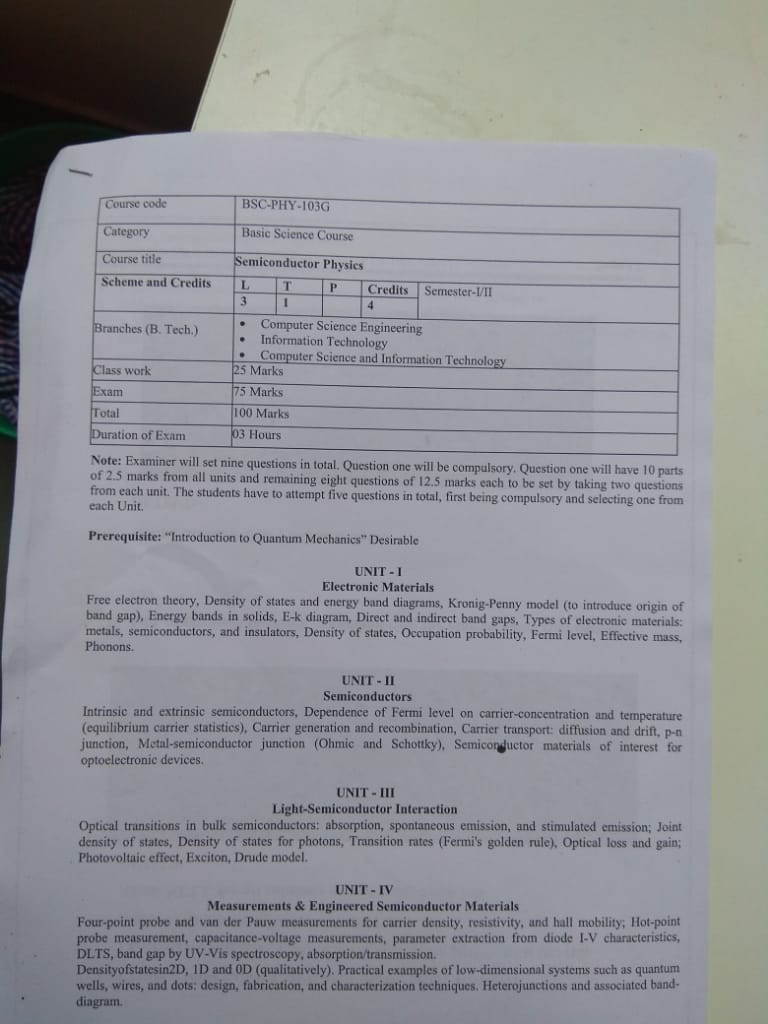 Course code BSC-PHY-103G
Category Basic Science Course
Course title Semiconductor Physics
Scheme and Credits L T P Credits Semester-I/II
3 1 4
Branches (B. Tech.) • Computer Science Engineering
• Information Technology
• Computer Science and Information Technology
Class work 25 Marks
Exam 75 Marks
Total 100 Marks
Duration of Exam 03 Hours
Note: Examiner will set nine questions in total. Question one will be compulsory. Question one will have 10 parts
of 2.5 marks from all units and remaining eight questions of 12.5 marks each to be set by taking two questions
from each unit. The students have to attempt five questions in total, first being compulsory and selecting one from
each Unit.
Prerequisite: “Introduction to Quantum Mechanics” Desirable
UNIT - I
Electronic Materials
Free electron theory, Density of states and energy band diagrams, Kronig-Penny model (to introduce origin of
band gap), Energy bands in solids, E-k diagram, Direct and indirect band gaps, Types of electronic materials:
metals, semiconductors, and insulators, Density of states, Occupation probability, Fermi level, Effective mass,
Phonons.
UNIT - II
Semiconductors
Intrinsic and extrinsic semiconductors, Dependence of Fermi level on carrier-concentration and temperature
(equilibrium carrier statistics), Carrier generation and recombination, Carrier transport: diffusion and drift, p-n
junction, Metal-semiconductor junction (Ohmic and Schottky), Semiconductor materials of interest for
optoelectronic devices.
UNIT - III
Light-Semiconductor Interaction
Optical transitions in bulk semiconductors: absorption, spontaneous emission, and stimulated emission; Joint
density of states, Density of states for photons, Transition rates (Fermi's golden rule), Optical loss and gain;
Photovoltaic effect, Exciton, Drude model.
UNIT - IV
Measurements & Engineered Semiconductor Materials
Four-point probe and van der Pauw measurements for carrier density, resistivity, and hall mobility; Hot-point
probe measurement, capacitance-voltage measurements, parameter extraction from diode I-V characteristics,
DLTS, band gap by UV-Vis spectroscopy, absorption/transmission.
Densityofstatesin2D, 1D and 0D (qualitatively). Practical examples of low-dimensional systems such as quantum
wells, wires, and dots: design, fabrication, and characterization techniques. Heterojunctions and associated band-
diagram.